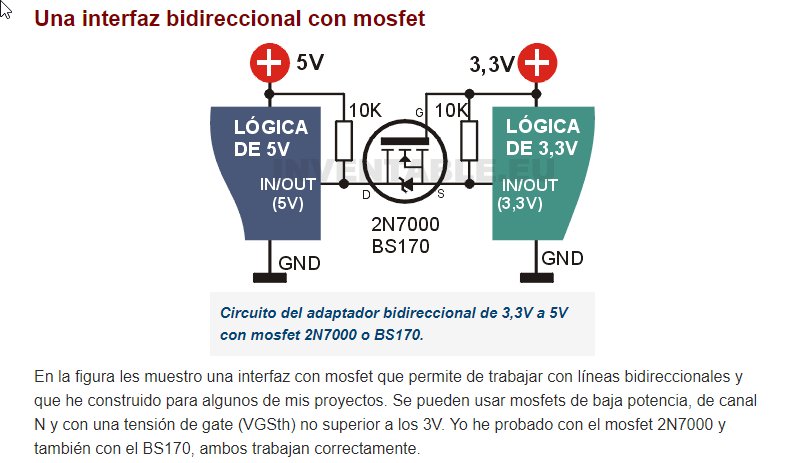 Una interfaz bidireccional con mosfet
5V
3,3V
10K
G
10K
LÓGICA
DE 5V
LÓGICA
DE 3,3V
INVENTABLE.EU
IN/OUT
(5V)
IN/OUT
(3,3V)
D
S
2N7000
BS170
GND
GND
Circuito del adaptador bidireccional de 3,3V a 5V
con mosfet 2N7000 o BS170.
En la figura les muestro una interfaz con mosfet que permite de trabajar con líneas bidireccionales y
que he construido para algunos de mis proyectos. Se pueden usar mosfets de baja potencia, de canal
N y con una tensión de gate (VGSth) no superior a los 3V. Yo he probado con el mosfet 2N7000 y
también con el BS170, ambos trabajan correctamente.